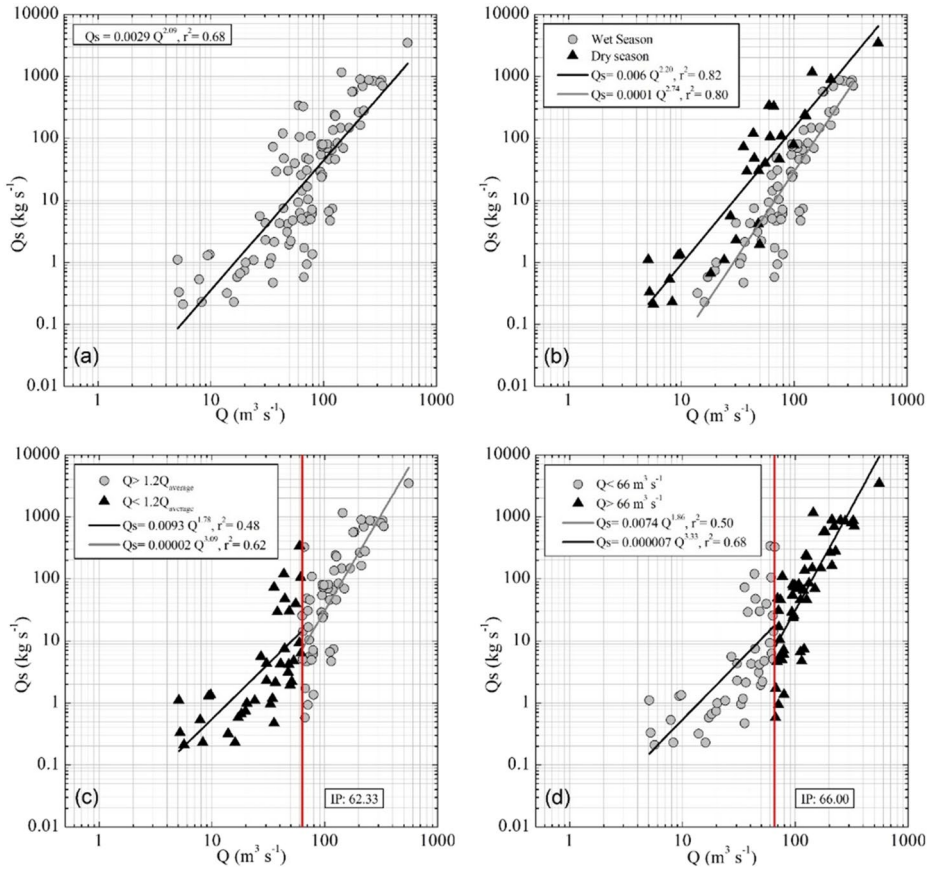 Qs = 0.0029 Q^2.09, r²= 0.68
10000
1000
100
10
1
0.1
0.01
Qs (kg s⁻¹)
(a)
1 10 100 1000
Q (m³ s⁻¹)
Wet Season
Dry season
Qs= 0.006 Q^2.20, r²= 0.82
Qs= 0.0001 Q^2.74, r²= 0.80
10000
1000
100
10
1
0.1
0.01
Qs (kg s⁻¹)
(b)
1 10 100 1000
Q (m³ s⁻¹)
Q> 1.2Qaverage
Q< 1.2Qaverage
Qs= 0.0093 Q^1.78, r²= 0.48
Qs= 0.00002 Q^3.09, r²= 0.62
10000
1000
100
10
1
0.1
0.01
Qs (kg s⁻¹)
(c)
IP: 62.33
1 10 100 1000
Q (m³ s⁻¹)
Q< 66 m³ s⁻¹
Q> 66 m³ s⁻¹
Qs= 0.0074 Q^1.86, r²= 0.50
Qs= 0.000007 Q^3.33, r²= 0.68
10000
1000
100
10
1
0.1
0.01
Qs (kg s⁻¹)
(d)
IP: 66.00
1 10 100 1000
Q (m³ s⁻¹)